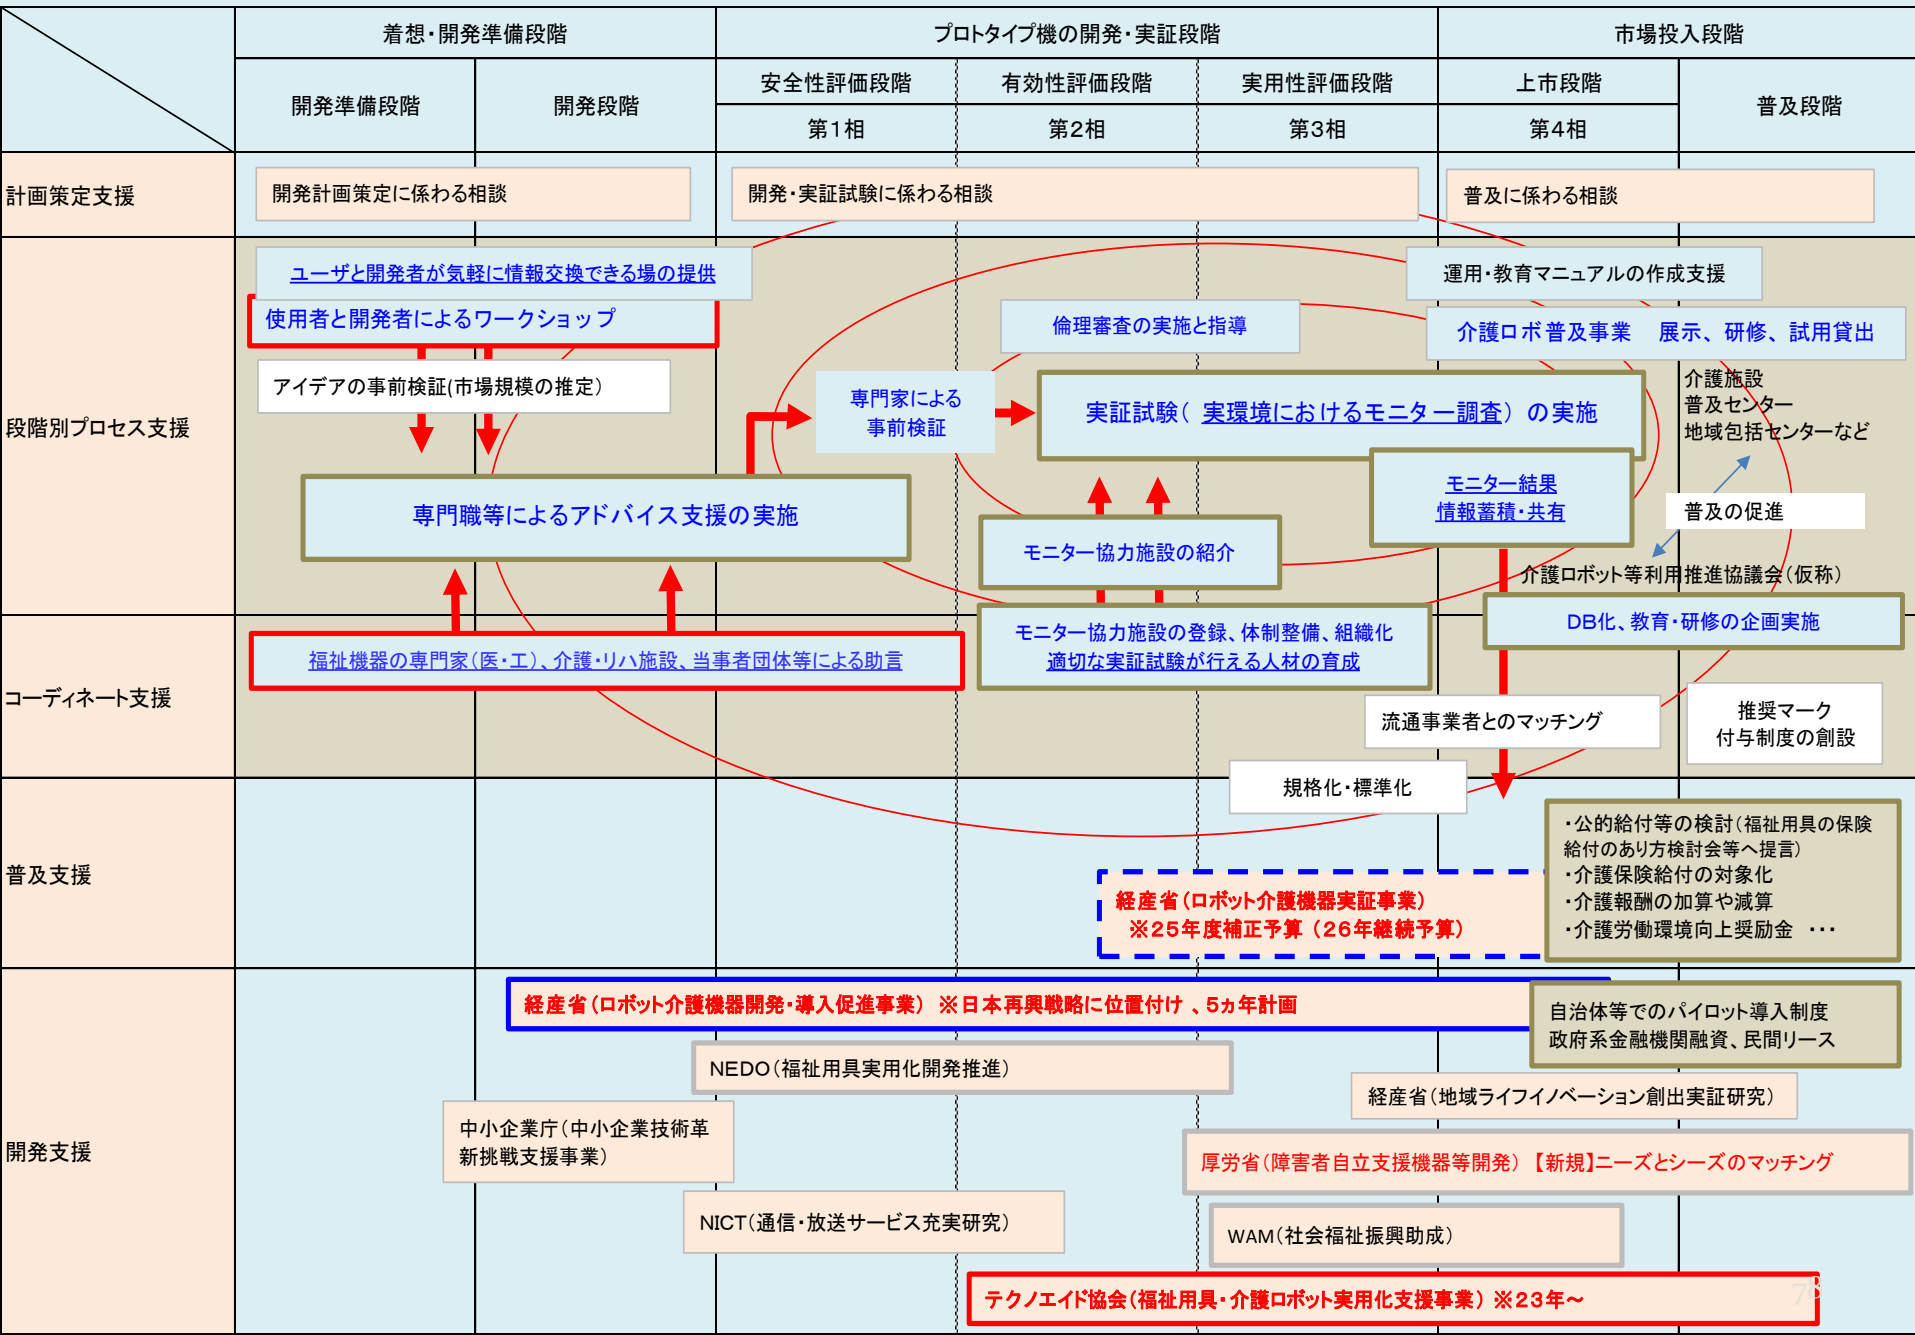 着想・開発準備段階
プロトタイプ機の開発・実証段階
市場投入段階
開発準備段階
開発段階
安全性評価段階
有効性評価段階
実用性評価段階
上市段階
普及段階
第1相
第2相
第3相
第4相
計画策定支援
開発計画策定に係わる相談
開発・実証試験に係わる相談
普及に係わる相談
段階別プロセス支援
ユーザと開発者が気軽に情報交換できる場の提供
使用者と開発者によるワークショップ
アイデアの事前検証(市場規模の推定)
専門職等によるアドバイス支援の実施
専門家による
事前検証
倫理審査の実施と指導
実証試験( 実環境におけるモニター調査) の実施
モニター結果
情報蓄積・共有
モニター協力施設の紹介
運用・教育マニュアルの作成支援
介護ロボ普及事業 展示、研修、試用貸出
介護施設
普及センター
地域包括センターなど
普及の促進
介護ロボット等利用推進協議会(仮称)
コーディネート支援
福祉機器の専門家(医・工)、介護・リハ施設、当事者団体等による助言
モニター協力施設の登録、体制整備、組織化
適切な実証試験が行える人材の育成
DB化、教育・研修の企画実施
流通事業者とのマッチング
推奨マーク
付与制度の創設
規格化・標準化
普及支援
・公的給付等の検討(福祉用具の保険
給付のあり方検討会等へ提言)
・介護保険給付の対象化
・介護報酬の加算や減算
・介護労働環境向上奨励金 ・・・
経産省(ロボット介護機器実証事業)
※25年度補正予算 (26年継続予算)
開発支援
経産省(ロボット介護機器開発・導入促進事業) ※日本再興戦略に位置付け 、5ヵ年計画
自治体等でのパイロット導入制度
政府系金融機関融資、民間リース
NEDO(福祉用具実用化開発推進)
経産省(地域ライフイノベーション創出実証研究)
中小企業庁(中小企業技術革
新挑戦支援事業)
厚労省(障害者自立支援機器等開発) 【新規】ニーズとシーズのマッチング
NICT(通信・放送サービス充実研究)
WAM(社会福祉振興助成)
テクノエイド協会(福祉用具・介護ロボット実用化支援事業) ※23年～
78